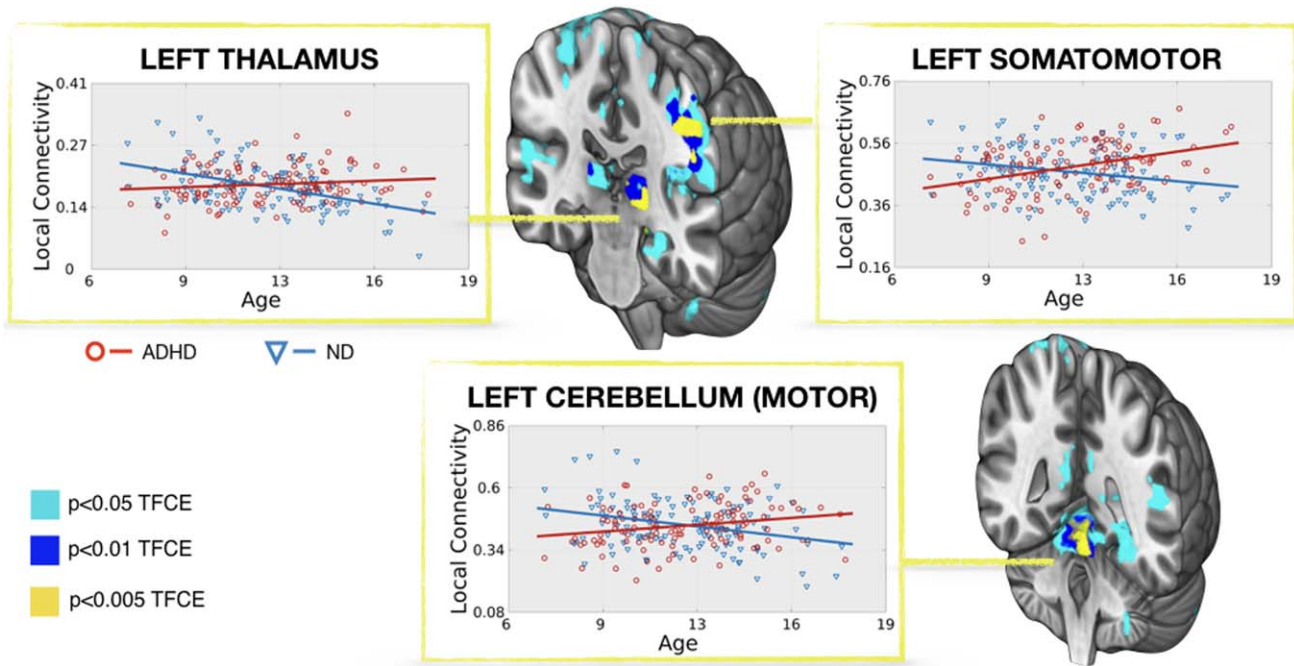 LEFT THALAMUS
0.41
0.27
0.14
0
Local Connectivity
6 9 13 16 19
Age
LEFT SOMATOMOTOR
0.76
0.56
0.36
0.16
Local Connectivity
6 9 13 16 19
Age
ADHD ND
LEFT CEREBELLUM (MOTOR)
0.86
0.6
0.34
0.08
Local Connectivity
6 9 13 16 19
Age
p<0.05 TFCE
p<0.01 TFCE
p<0.005 TFCE